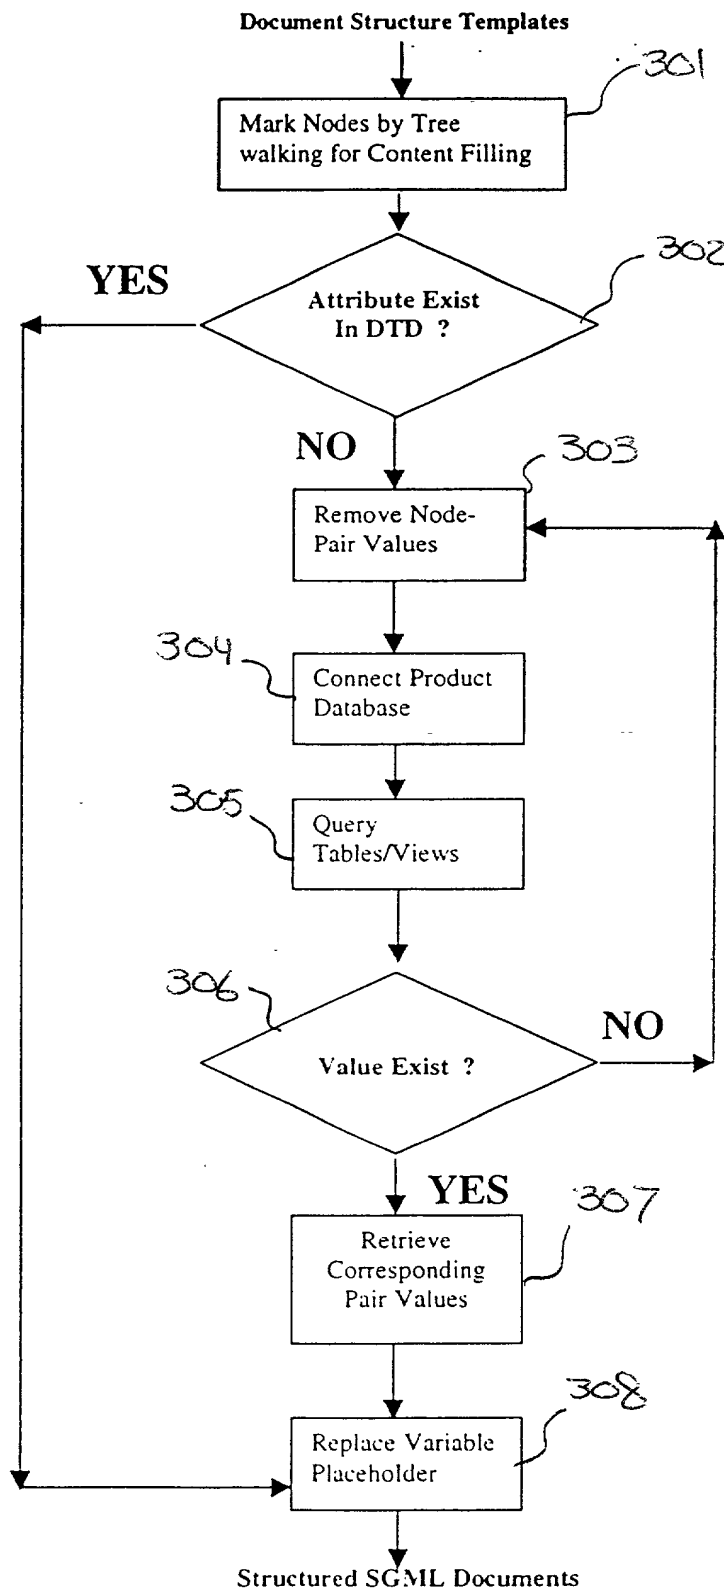 Document Structure Templates
301
Mark Nodes by Tree
walking for Content Filling
302
YES
Attribute Exist
In DTD ?
NO
303
Remove Node-
Pair Values
304
Connect Product
Database
305
Query
Tables/Views
306
NO
Value Exist ?
YES
307
Retrieve
Corresponding
Pair Values
308
Replace Variable
Placeholder
Structured SGML Documents